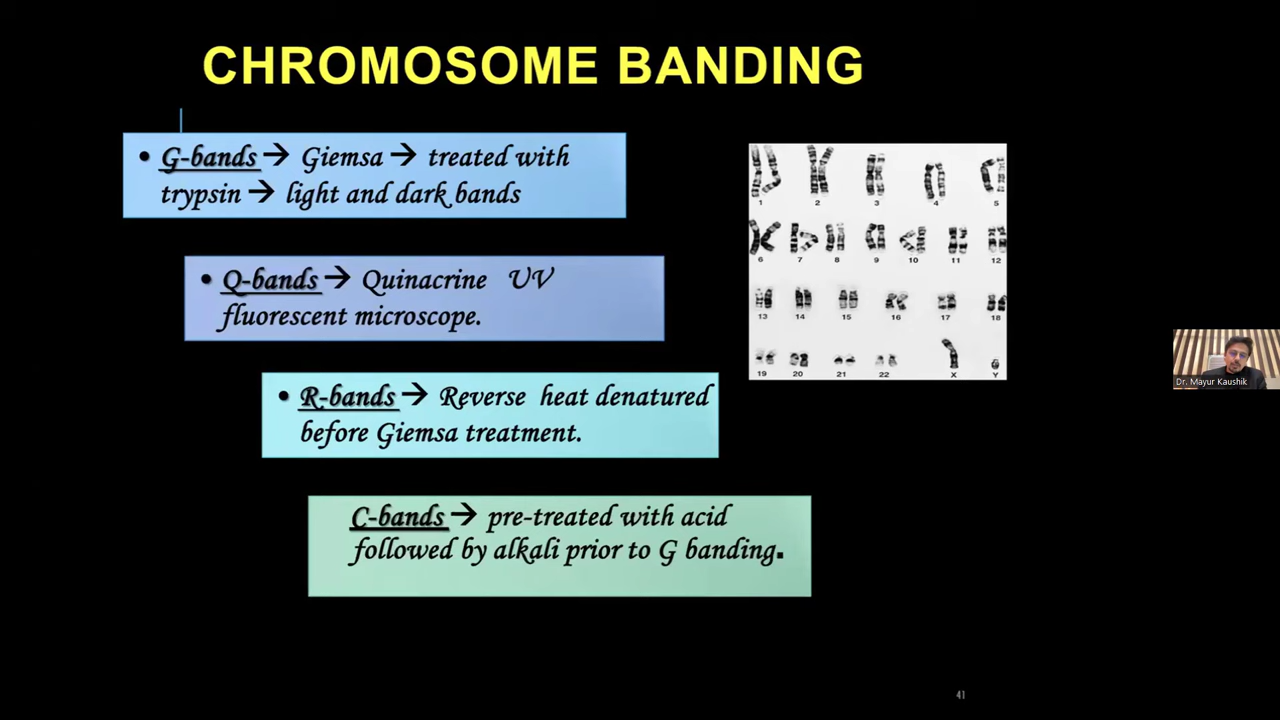 CHROMOSOME BANDING
• G-bands → Giemsa → treated with
trypsin → light and dark bands
• Q-bands → Quinacrine UV
fluorescent microscope.
• R-bands → Reverse heat denatured
before Giemsa treatment.
C-bands → pre-treated with acid
followed by alkali prior to G banding.
1 2 3 4 5
6 7 8 9 10 11 12
13 14 15 16 17 18
19 20 21 22 X Y
Dr. Mayur Kaushik
41